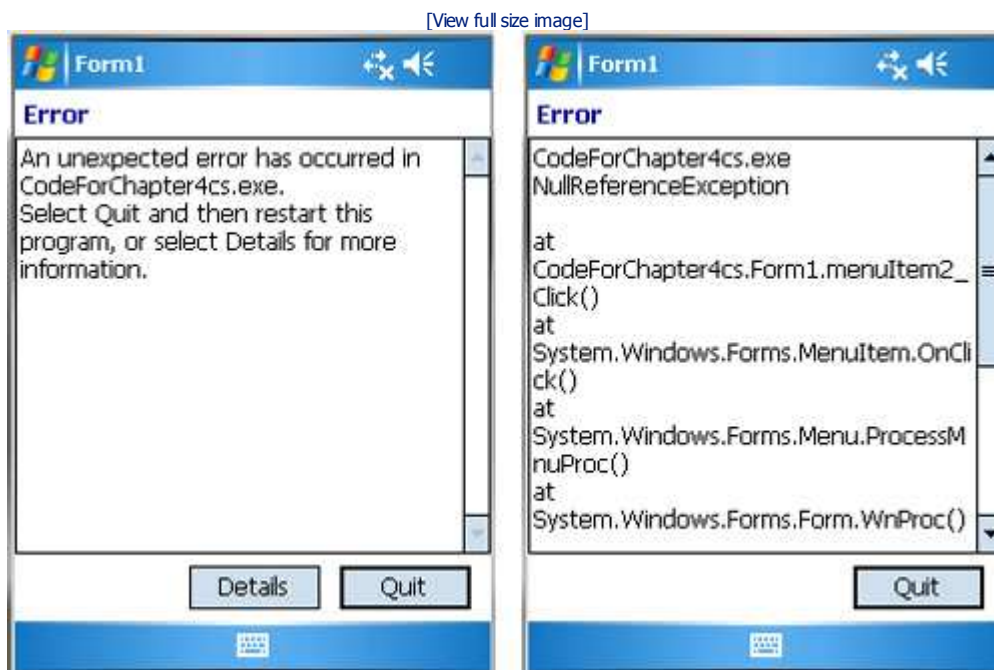 [View full size image]
Form1
Error
An unexpected error has occurred in
CodeForChapter4cs.exe.
Select Quit and then restart this
program, or select Details for more
information.
Details
Quit
Form1
Error
CodeForChapter4cs.exe
NullReferenceException
at
CodeForChapter4cs.Form1.menuItem2_
Click()
at
System.Windows.Forms.MenuItem.OnCli
ck()
at
System.Windows.Forms.Menu.ProcessM
nuProc()
at
System.Windows.Forms.Form.WnProc()
Quit